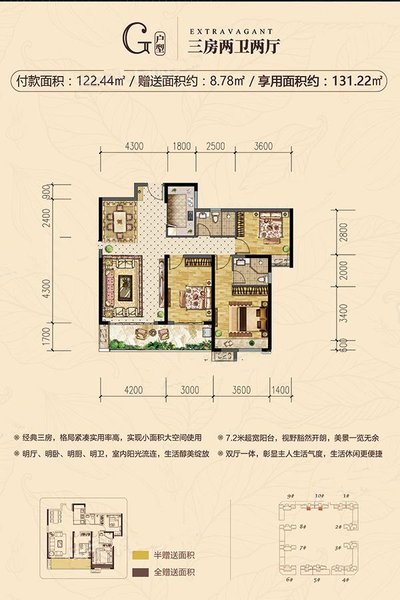 G 户型
EXTRAVAGANT
三房两卫两厅
付款面积：122.44㎡ / 赠送面积约：8.78㎡ / 享用面积约：131.22㎡
4300 1800 2500 3600
900
2400
4300
1700
2800
2000
3400
600
4200 3000 3600 1400
经典三房，格局紧凑实用率高，实现小面积大空间使用
明厅、明卧、明厨、明卫，室内阳光流连，生活醇美绽放
7.2米超宽阳台，视野豁然开朗，美景一览无余
双厅一体，彰显主人生活气度，生活休闲更便捷
半赠送面积
全赠送面积
9# 10# 1#
8# 2#
7# 3#
6# 5# 4#